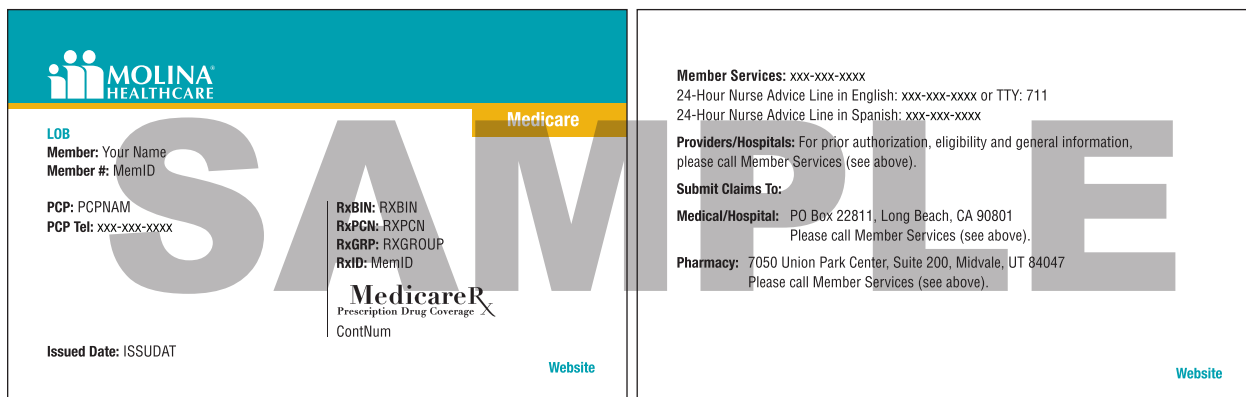 MOLINA®
HEALTHCARE
Medicare
LOB
Member: Your Name
Member #: MemID
PCP: PCPNAM
PCP Tel: xxx-xxx-xxxx
RxBIN: RXBIN
RxPCN: RXPCN
RxGRP: RXGROUP
RxID: MemID
MedicareRx
Prescription Drug Coverage
ContNum
Issued Date: ISSUDAT
Website
Member Services: xxx-xxx-xxxx
24-Hour Nurse Advice Line in English: xxx-xxx-xxxx or TTY: 711
24-Hour Nurse Advice Line in Spanish: xxx-xxx-xxxx
Providers/Hospitals: For prior authorization, eligibility and general information,
please call Member Services (see above).
Submit Claims To:
Medical/Hospital: PO Box 22811, Long Beach, CA 90801
Please call Member Services (see above).
Pharmacy: 7050 Union Park Center, Suite 200, Midvale, UT 84047
Please call Member Services (see above).
Website
SAMPLE